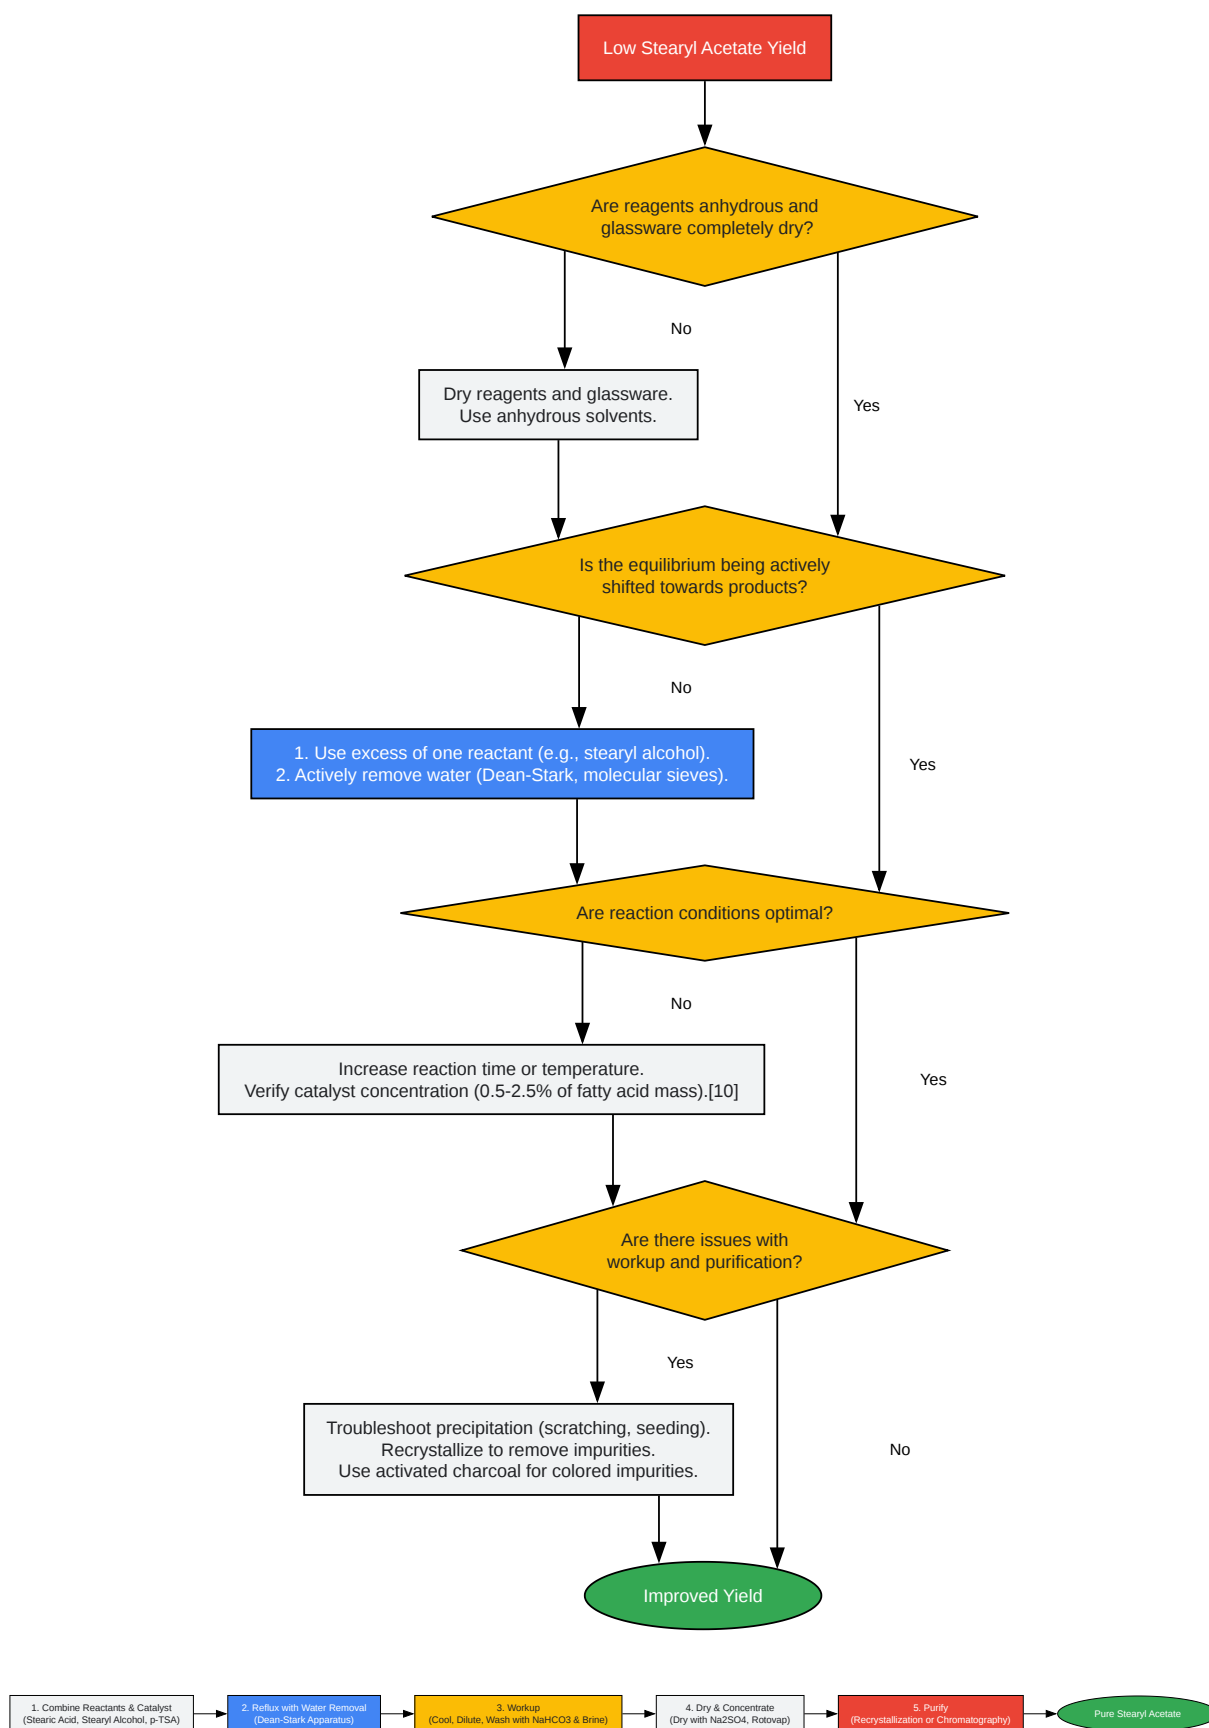 Low Stearyl Acetate Yield
Are reagents anhydrous and
glassware completely dry?
No
Dry reagents and glassware.
Use anhydrous solvents.
Yes
Is the equilibrium being actively
shifted towards products?
No
1. Use excess of one reactant (e.g., stearyl alcohol).
2. Actively remove water (Dean-Stark, molecular sieves).
Yes
Are reaction conditions optimal?
No
Increase reaction time or temperature.
Verify catalyst concentration (0.5-2.5% of fatty acid mass).[10]
Yes
Are there issues with
workup and purification?
Yes
Troubleshoot precipitation (scratching, seeding).
Recrystallize to remove impurities.
Use activated charcoal for colored impurities.
No
Improved Yield
1. Combine Reactants & Catalyst
(Stearic Acid, Stearyl Alcohol, p-TSA)
2. Reflux with Water Removal
(Dean-Stark Apparatus)
3. Workup
(Cool, Dilute, Wash with NaHCO3 & Brine)
4. Dry & Concentrate
(Dry with Na2SO4, Rotovap)
5. Purify
(Recrystallization or Chromatography)
Pure Stearyl Acetate